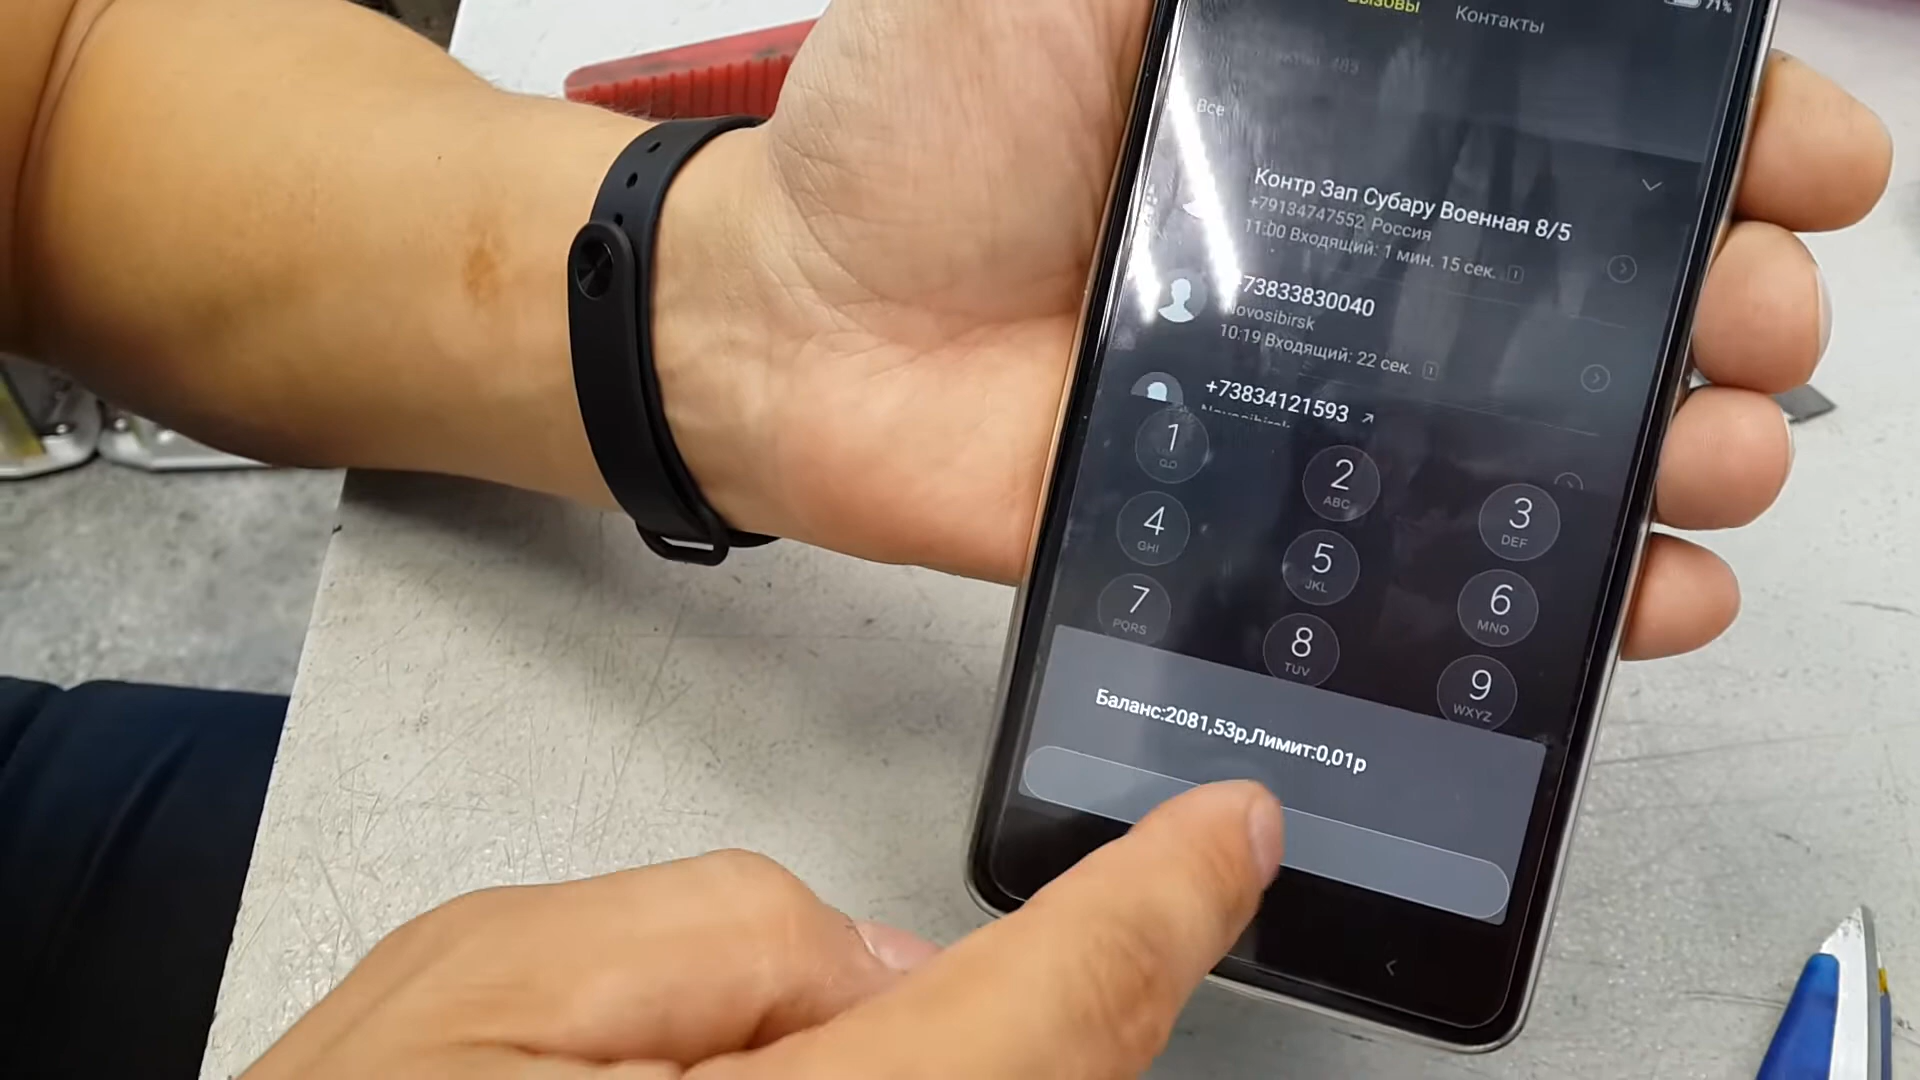 Вызовы Контакты 71%
Все
Контр Зап Субару Военная 8/5
+79134747552 Россия
11:00 Входящий: 1 мин. 15 сек.
+73833830040
Novosibirsk
10:19 Входящий: 22 сек.
+73834121593
Novosibirsk
1
2 ABC
3 DEF
4 GHI
5 JKL
6 MNO
7 PQRS
8 TUV
9 WXYZ
Баланс:2081,53р,Лимит:0,01р